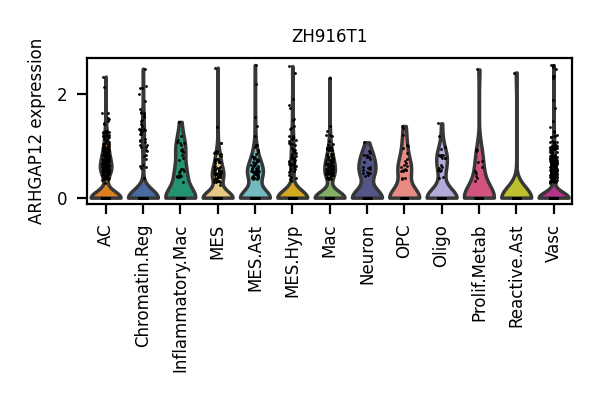 ZH916T1
ARHGAP12 expression
2
0
AC
Chromatin.Reg
Inflammatory.Mac
MES
MES.Ast
MES.Hyp
Mac
Neuron
OPC
Oligo
Prolif.Metab
Reactive.Ast
Vasc